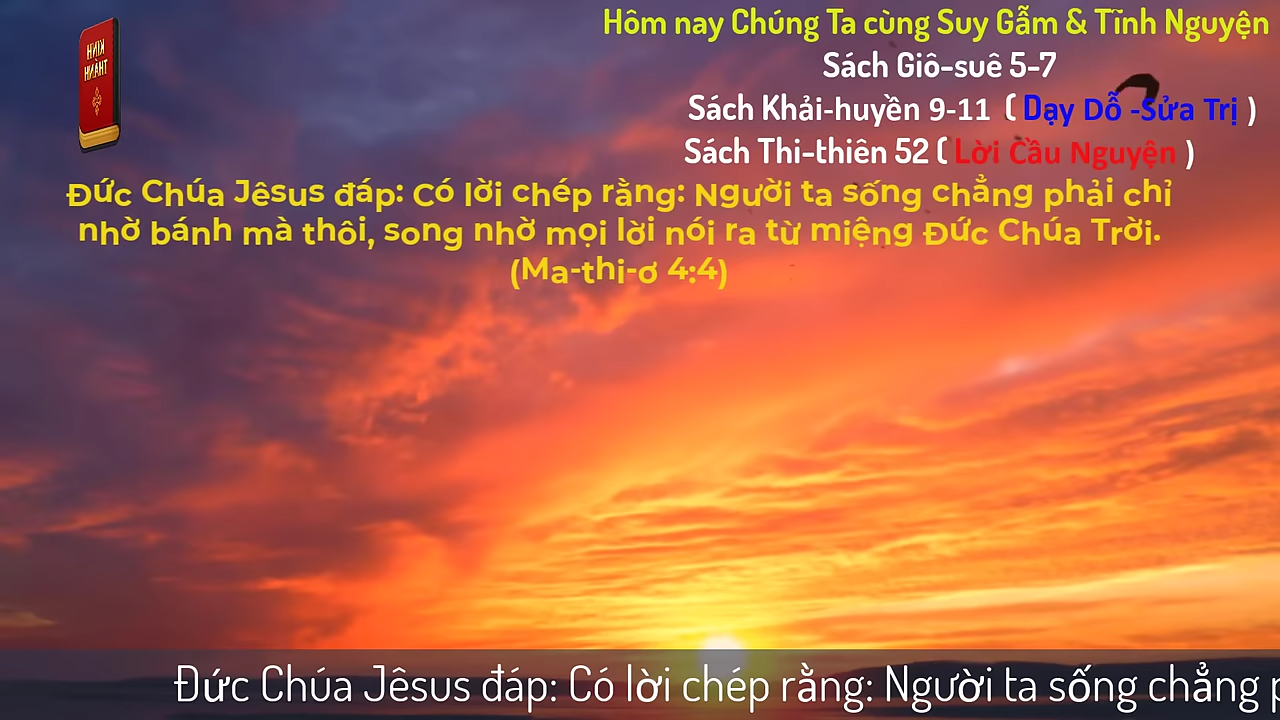 KINH
THÁNH
Hôm nay Chúng Ta cùng Suy Gẫm & Tĩnh Nguyện
Sách Giô-suê 5-7
Sách Khải-huyền 9-11 ( Dạy Dỗ -Sửa Trị )
Sách Thi-thiên 52 ( Lời Cầu Nguyện )
Đức Chúa Jêsus đáp: Có lời chép rằng: Người ta sống chẳng phải chỉ
nhờ bánh mà thôi, song nhờ mọi lời nói ra từ miệng Đức Chúa Trời.
(Ma-thi-ơ 4:4)
Đức Chúa Jêsus đáp: Có lời chép rằng: Người ta sống chẳng p